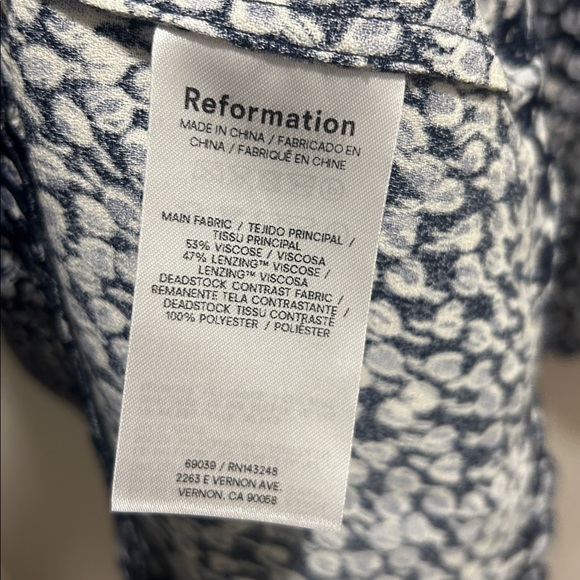 Reformation
MADE IN CHINA / FABRICADO EN
CHINA / FABRIQUÉ EN CHINE
MAIN FABRIC / TEJIDO PRINCIPAL /
TISSU PRINCIPAL
53% VISCOSE / VISCOSA
47% LENZING™ VISCOSE /
LENZING™ VISCOSA
DEADSTOCK CONTRAST FABRIC /
REMANENTE TELA CONTRASTANTE /
DEADSTOCK TISSU CONTRASTÉ
100% POLYESTER / POLIÉSTER
69039 / RN143248
2263 E VERNON AVE.
VERNON, CA 90058